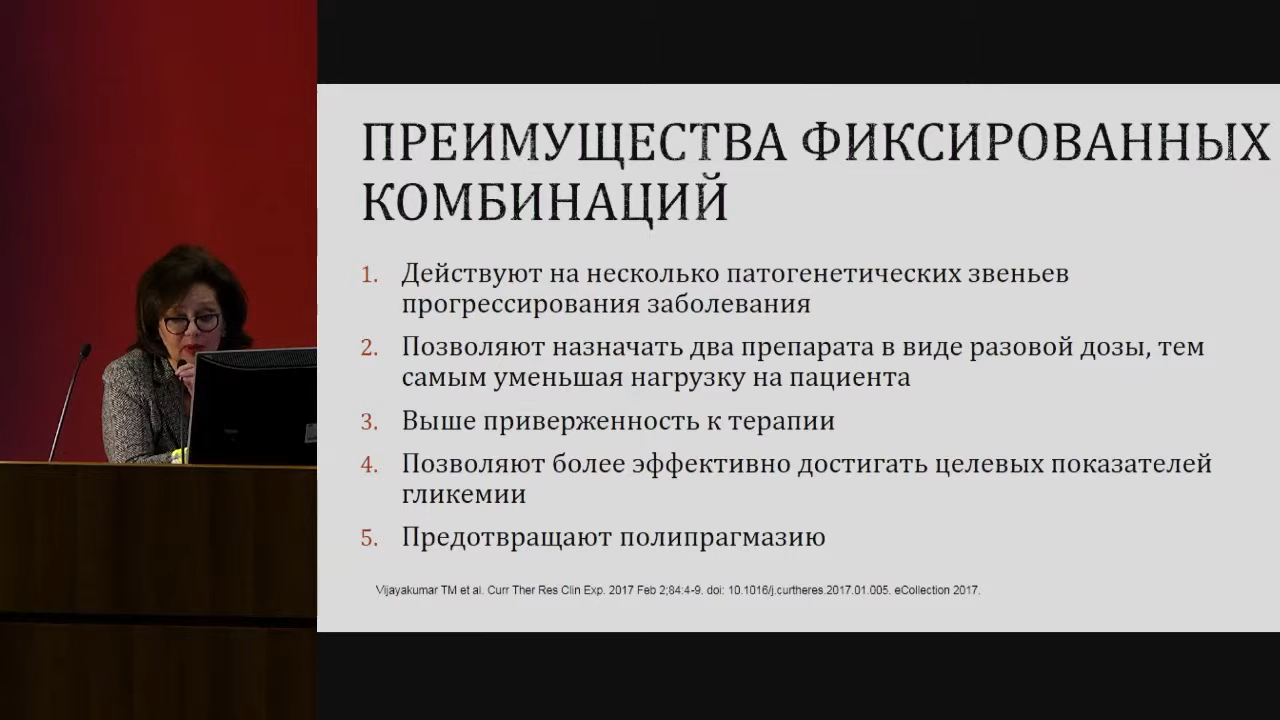 ПРЕИМУЩЕСТВА ФИКСИРОВАННЫХ
КОМБИНАЦИЙ
1. Действуют на несколько патогенетических звеньев
прогрессирования заболевания
2. Позволяют назначать два препарата в виде разовой дозы, тем
самым уменьшая нагрузку на пациента
3. Выше приверженность к терапии
4. Позволяют более эффективно достигать целевых показателей
гликемии
5. Предотвращают полипрагмазию
Vijayakumar TM et al. Curr Ther Res Clin Exp. 2017 Feb 2;84:4-9. doi: 10.1016/j.curtheres.2017.01.005. eCollection 2017.